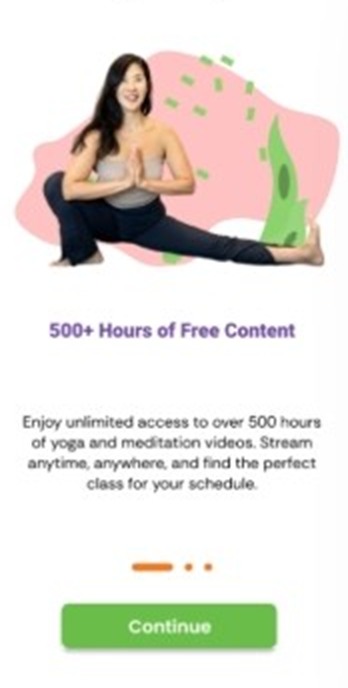 500+ Hours of Free Content
Enjoy unlimited access to over 500 hours
of yoga and meditation videos. Stream
anytime, anywhere, and find the perfect
class for your schedule.
Continue